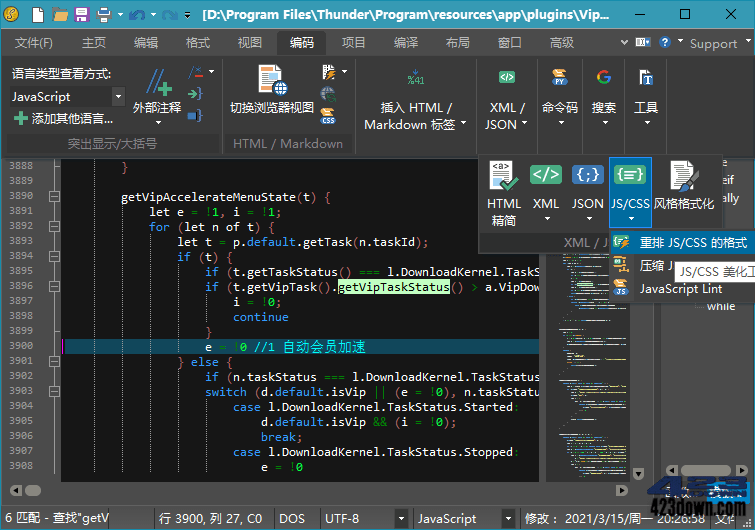 [D:\Program Files\Thunder\Program\resources\app\plugins\Vip...
文件(F) 主页 编辑 格式 视图 编码 项目 编译 布局 窗口 高级 Support
语言类型查看方式:
JavaScript
添加其他语言...
外部注释
突出显示/大括号
切换浏览器视图
HTML / Markdown
%41
插入 HTML /
Markdown 标签
XML /
JSON
命令码
搜索
工具
HTML
精简
XML
JSON
JS/CSS
风格格式化
XML / J
重排 JS/CSS 的格式
压缩 J
JS/CSS 美化工
JavaScript Lint
while
3888 }
3890 getVipAccelerateMenuState(t) {
3891 let e = !1, i = !1;
3892 for (let n of t) {
3893 let t = p.default.getTask(n.taskId);
3894 if (t) {
3895 if (t.getTaskStatus() === l.DownloadKernel.TaskS
3896 if (t.getVipTask().getVipTaskStatus() > a.VipDow
3897 i = !0;
3898 continue
3899 }
3900 e = !0 //1 自动会员加速
3901 } else {
3902 if (n.taskStatus === l.DownloadKernel.TaskStatus
3903 switch (d.default.isVip || (e = !0), n.taskStatu
3904 case l.DownloadKernel.TaskStatus.Started:
3905 d.default.isVip && (i = !0);
3906 break;
3907 case l.DownloadKernel.TaskStatus.Stopped:
3908 e = !0
6 匹配 - 查找"getV
行 3900, 列 27, C0
DOS
UTF-8
JavaScript
修改： 2021/3/15/周一 20:26:58
文件
423down.com